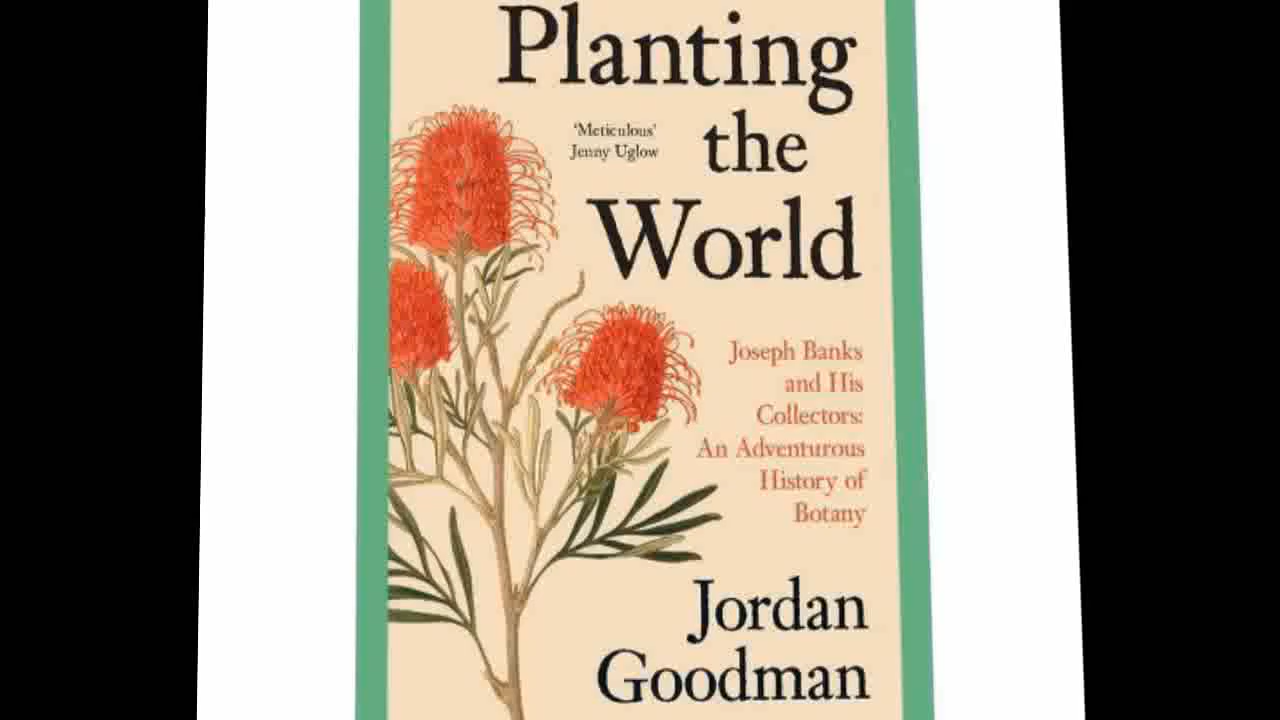 Planting
the
World
'Meticulous'
Jenny Uglow
Joseph Banks
and His
Collectors:
An Adventurous
History of
Botany
Jordan
Goodman